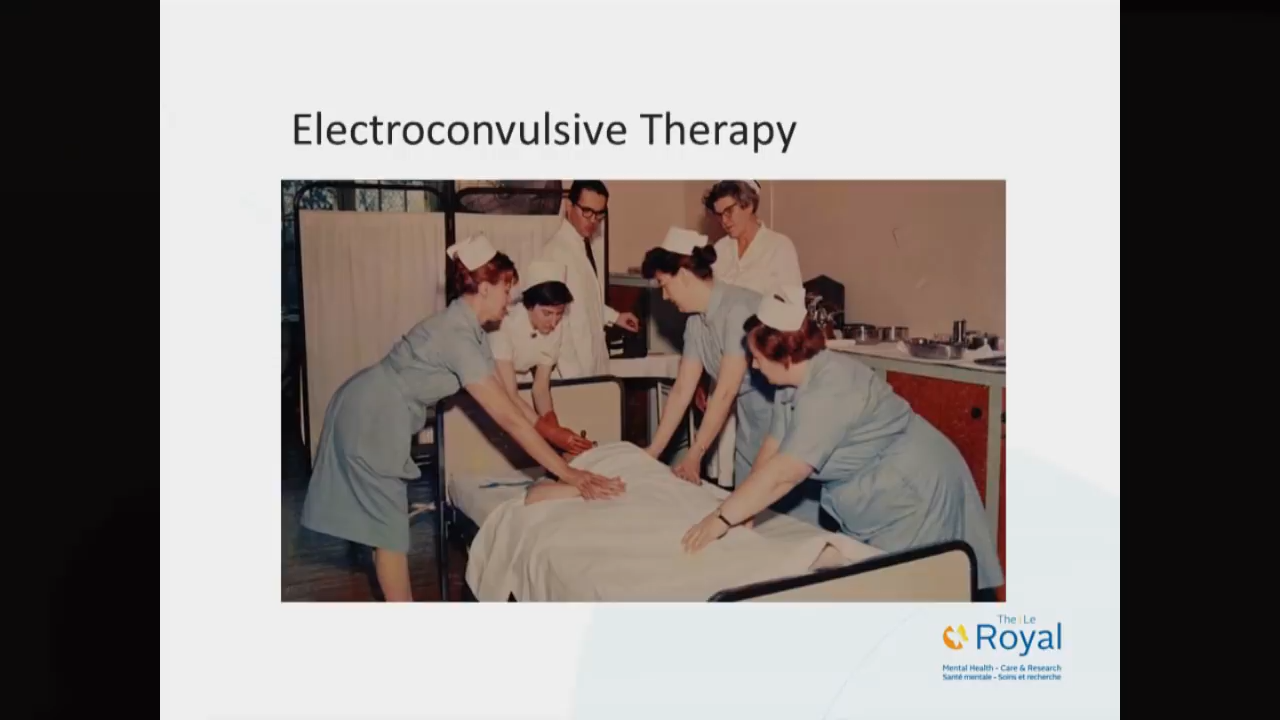 Electroconvulsive Therapy
The Le
Royal
Mental Health - Care & Research
Santé mentale - Soins et recherche